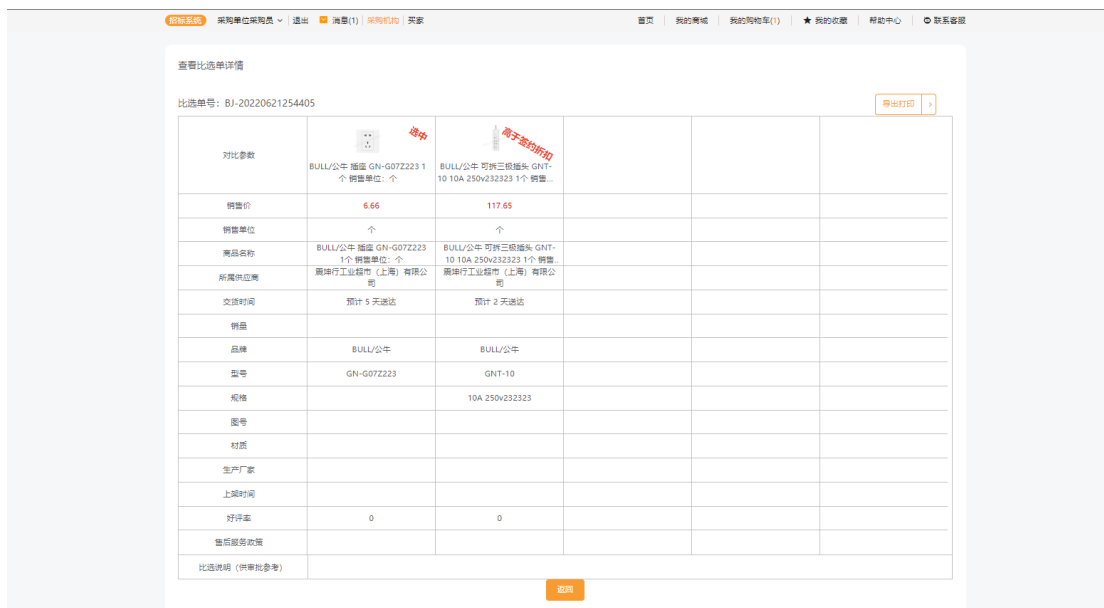 招标系统 采购单位采购员 退出 消息(1) 采购机构 买家 首页 我的商城 我的购物车(1) 我的收藏 帮助中心 联系客服
查看比选单详情
比选单号：BJ-20220621254405 导出打印
对比参数
选中
高于签约折扣
BULL/公牛 插座 GN-G07Z223 1
个 销售单位：个
BULL/公牛 可拆三极插头 GNT-
10 10A 250v232323 1个 销售...
销售价 6.66 117.65
销售单位 个 个
商品名称
BULL/公牛 插座 GN-G07Z223
1个 销售单位：个
BULL/公牛 可拆三极插头 GNT-
10 10A 250v232323 1个 销售..
所属供应商
震坤行工业超市（上海）有限公
司
震坤行工业超市（上海）有限公
司
交货时间 预计 5 天送达 预计 2 天送达
销量
品牌 BULL/公牛 BULL/公牛
型号 GN-G07Z223 GNT-10
规格 10A 250v232323
图号
材质
生产厂家
上架时间
好评率 0 0
售后服务政策
比选说明（供审批参考）
返回